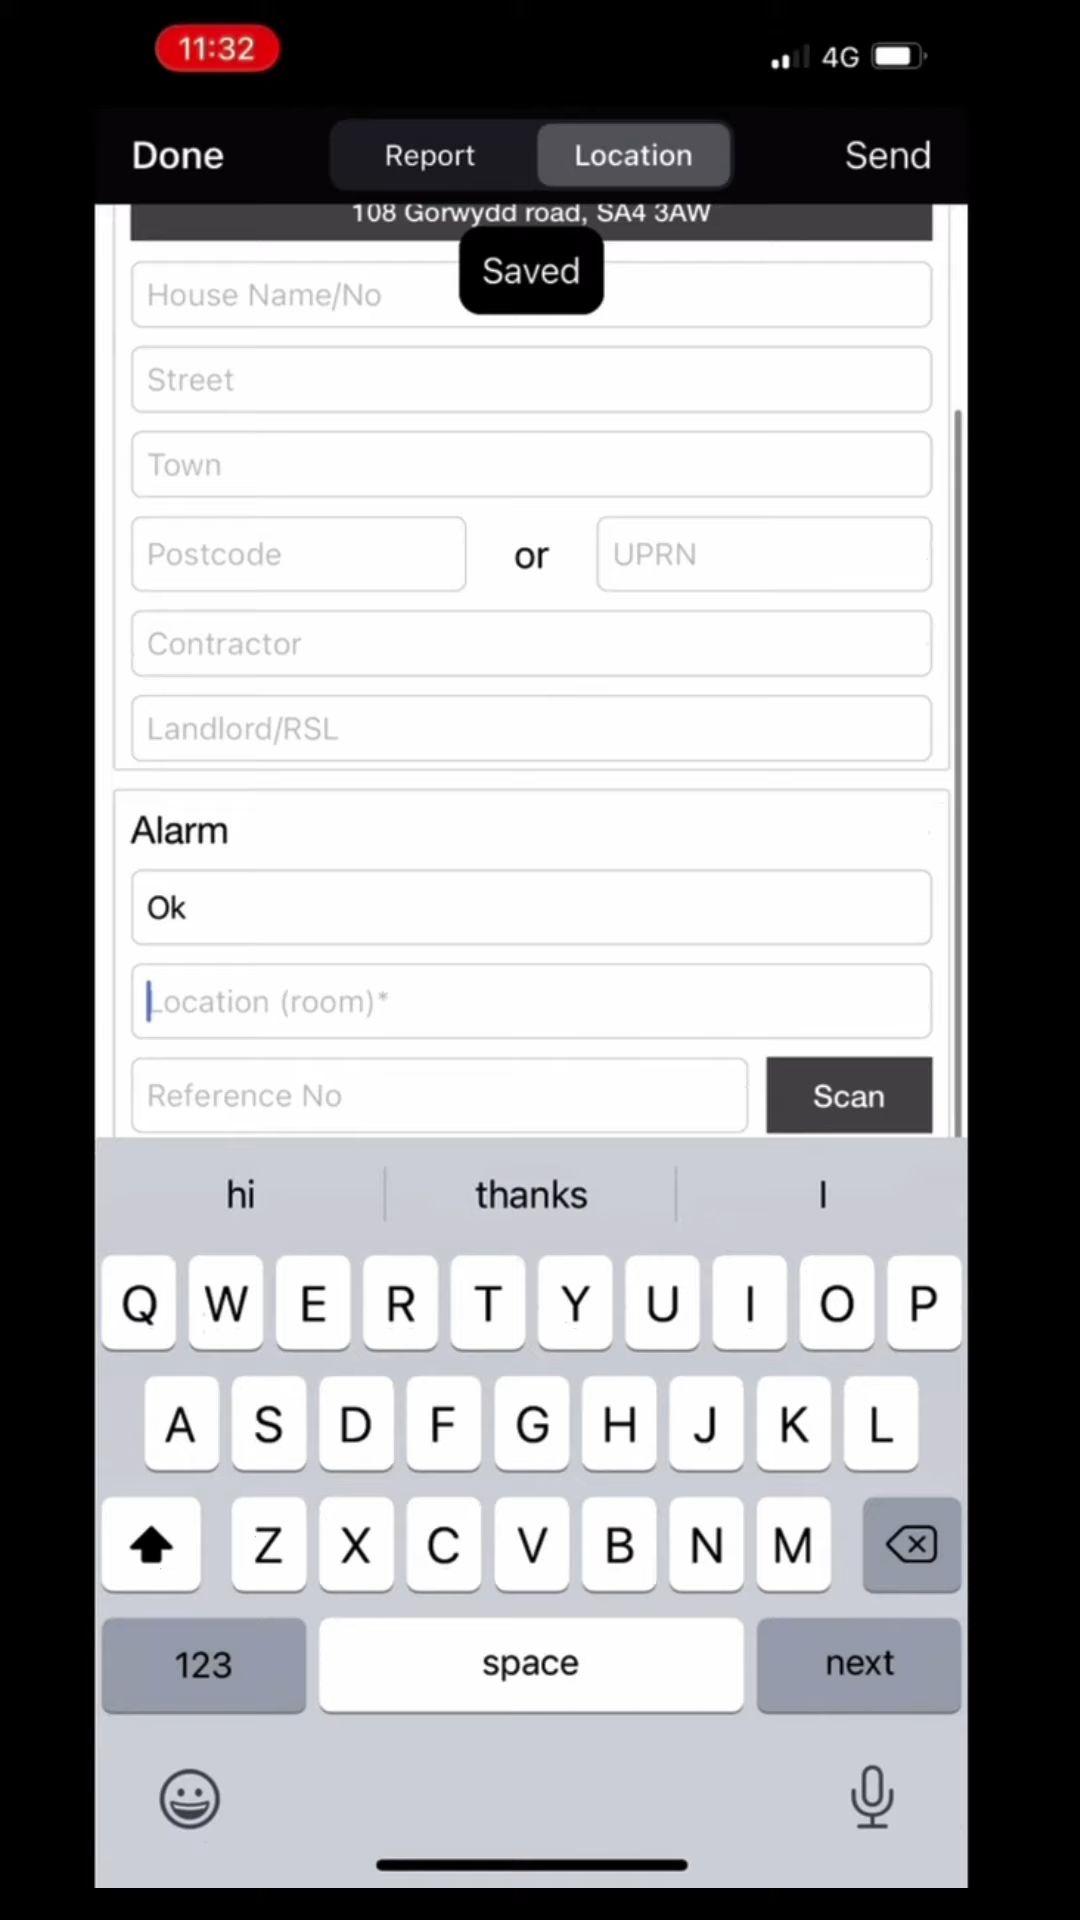 11:32 4G
Done Report Location Send
108 Gorwydd road, SA4 3AW
Saved
House Name/No
Street
Town
Postcode or UPRN
Contractor
Landlord/RSL
Alarm
Ok
Location (room)*
Reference No Scan
hi thanks I
Q W E R T Y U I O P
A S D F G H J K L
Z X C V B N M
123 space next